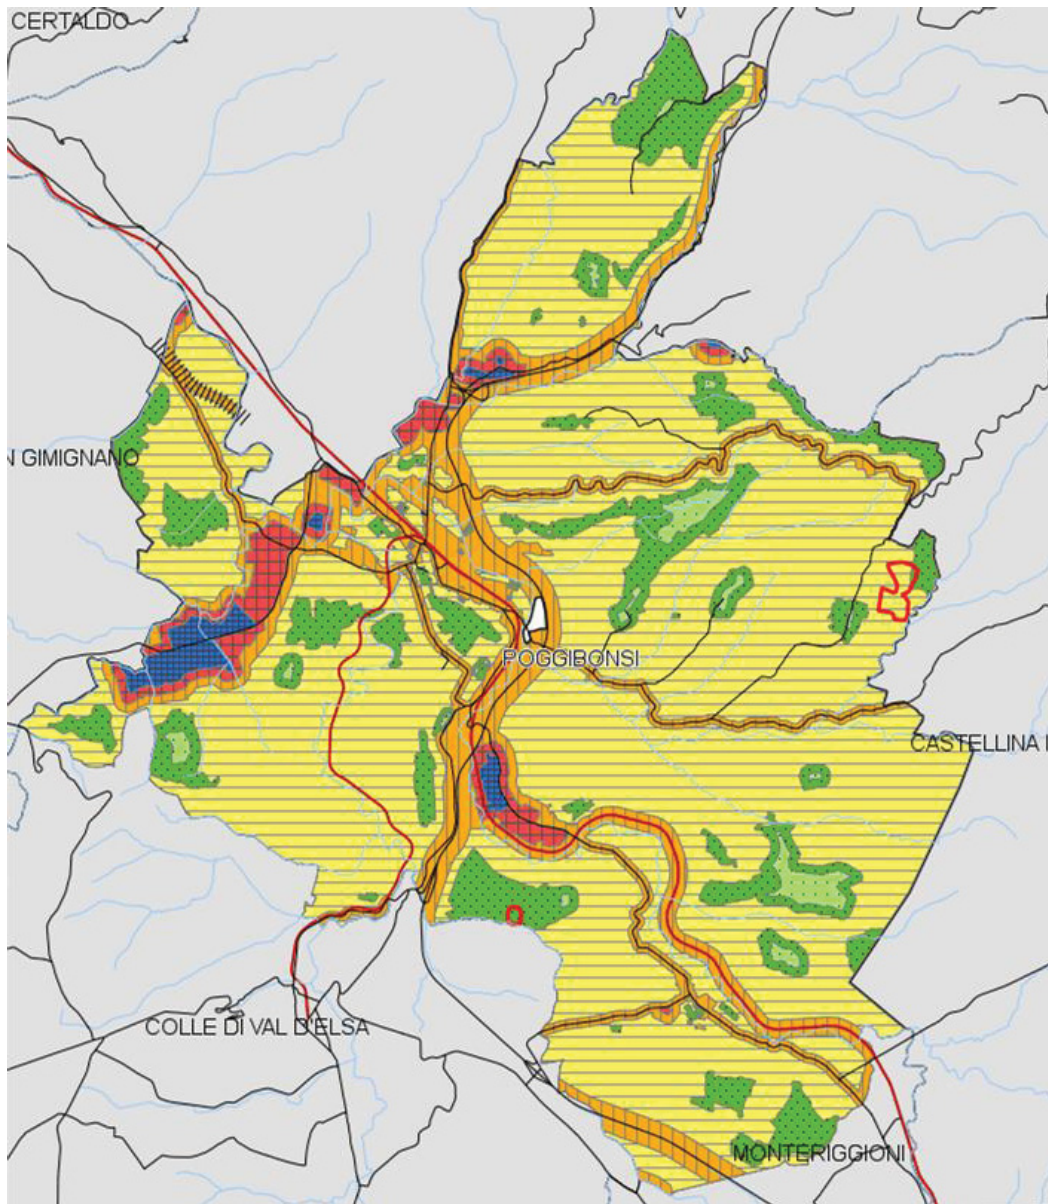 CERTALDO
N GIMIGNANO
POGGIBONSI
CASTELLINA I
COLLE DI VAL D'ELSA
MONTERIGGIONI